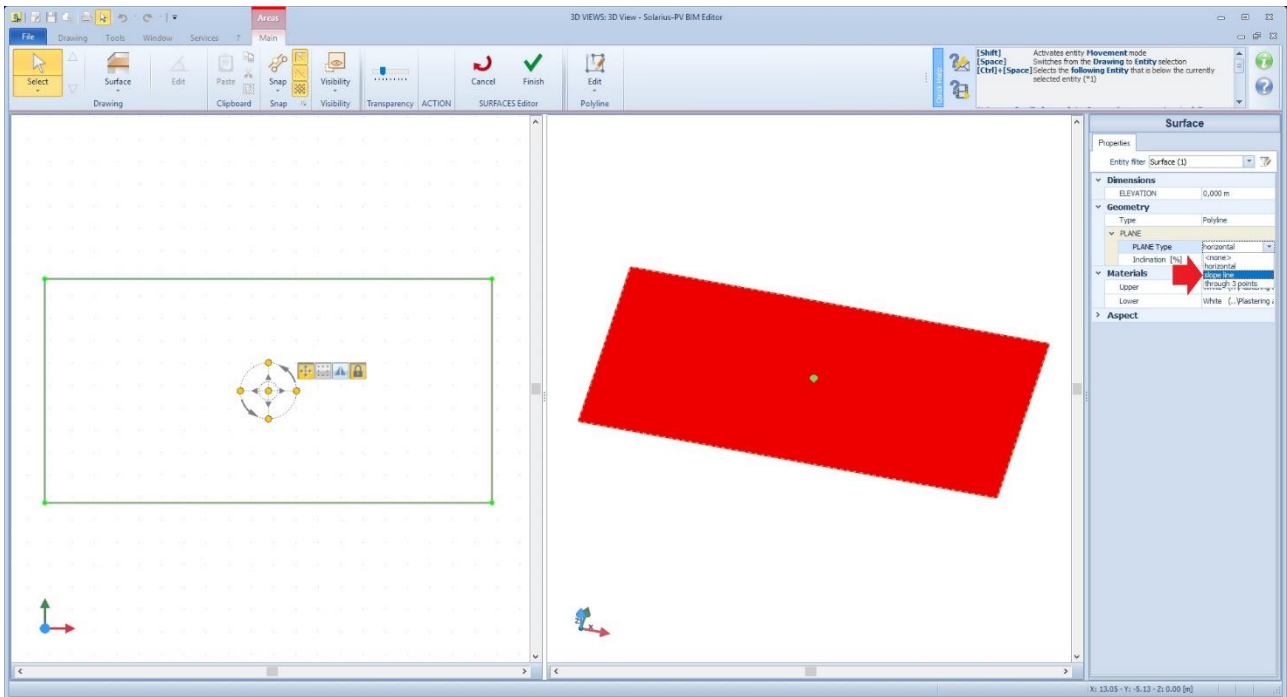 Areas
3D VIEWS: 3D View - Solarius-PV BIM Editor
File Drawing Tools Window Services ? Main
Select
Surface
Edit
Paste
Snap
Visibility
Cancel
Finish
Edit
Drawing Clipboard Snap Visibility Transparency ACTION SURFACES Editor Polyline
Quick Help
[Shift] Activates entity Movement mode
[Space] Switches from the Drawing to Entity selection
[Ctrl]+[Space] Selects the following Entity that is below the currently
selected entity (*1)
Surface
Properties
Entity filter Surface (1)
Dimensions
ELEVATION 0,000 m
Geometry
Type Polyline
PLANE
PLANE Type horizontal
Inclination [%] <none>
horizontal
Materials slope line
through 3 points
Upper
Lower White (...\Plastering a
Aspect
x
X: 13.05 - Y: -5.13 - Z: 0.00 [m]